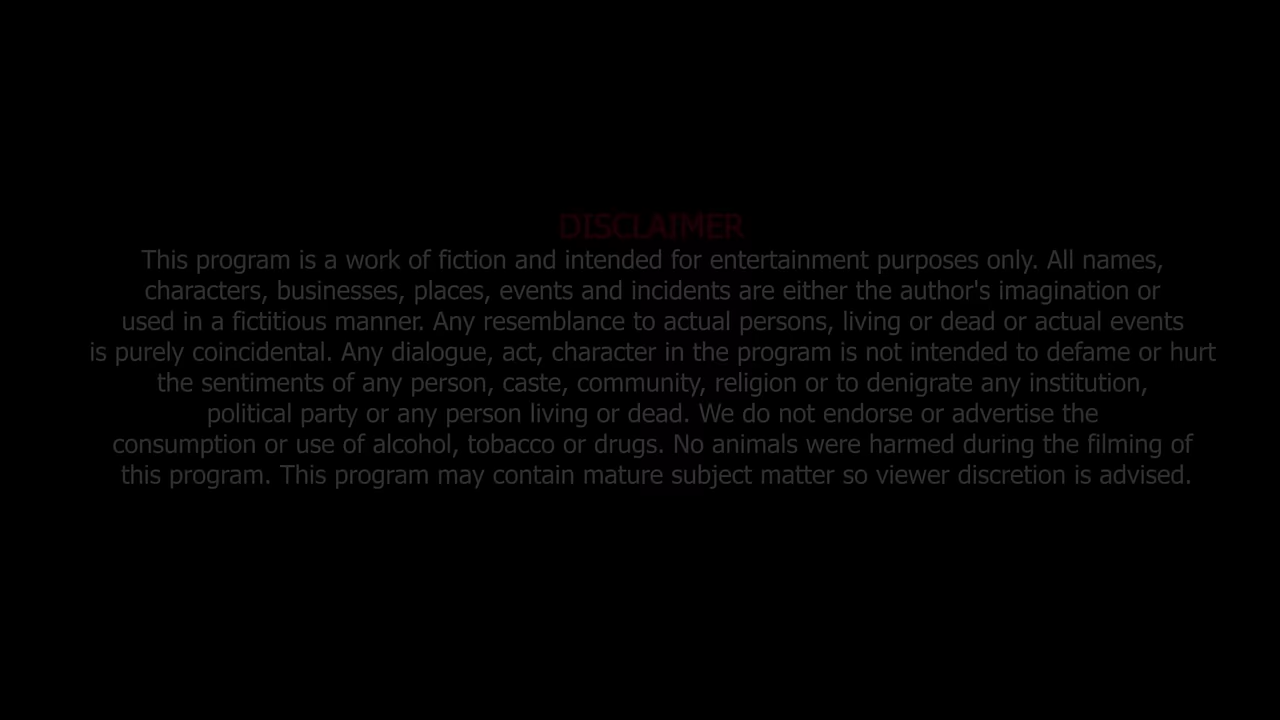 DISCLAIMER
This program is a work of fiction and intended for entertainment purposes only. All names,
characters, businesses, places, events and incidents are either the author's imagination or
used in a fictitious manner. Any resemblance to actual persons, living or dead or actual events
is purely coincidental. Any dialogue, act, character in the program is not intended to defame or hurt
the sentiments of any person, caste, community, religion or to denigrate any institution,
political party or any person living or dead. We do not endorse or advertise the
consumption or use of alcohol, tobacco or drugs. No animals were harmed during the filming of
this program. This program may contain mature subject matter so viewer discretion is advised.